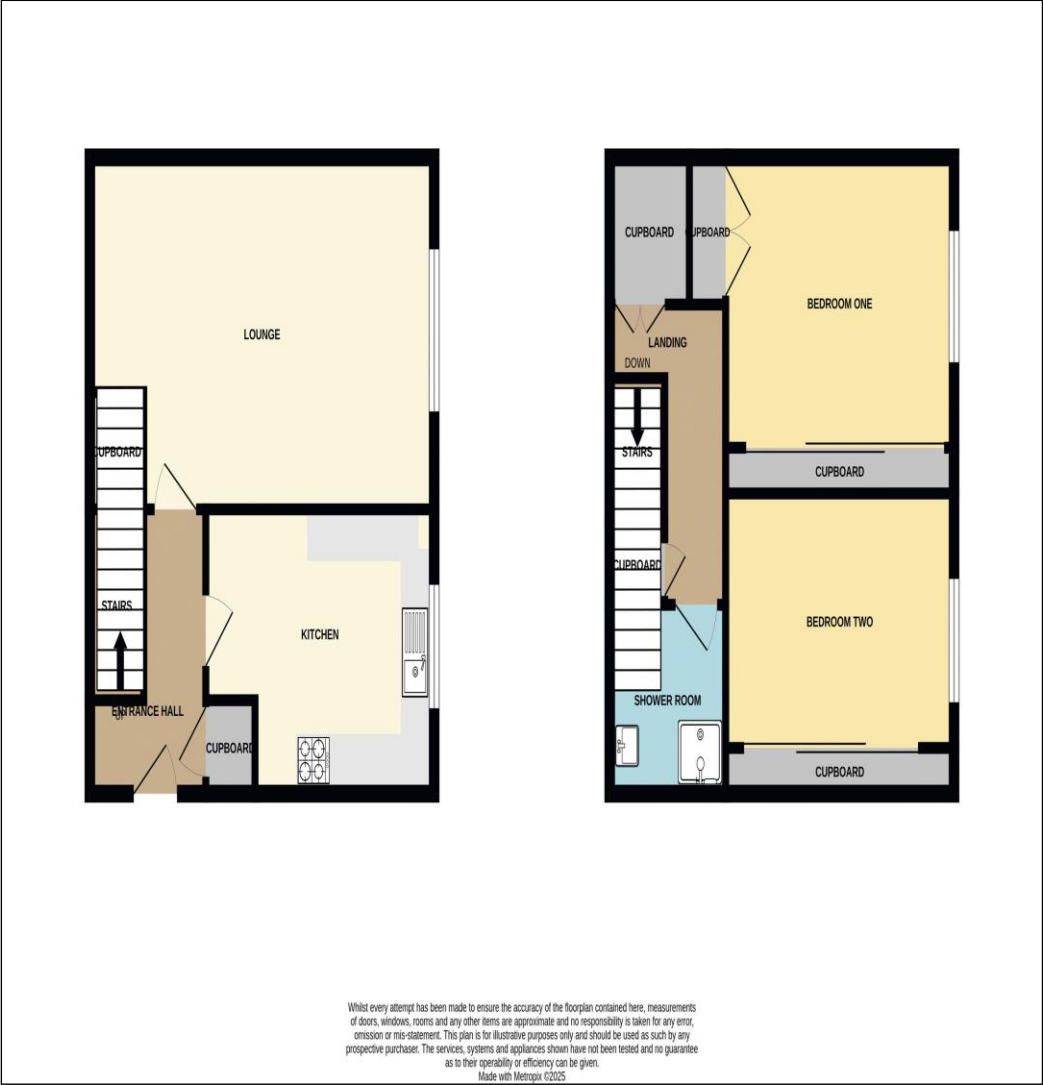 LOUNGE
CUPBOARD
STAIRS
KITCHEN
UP
ENTRANCE HALL
CUPBOARD
CUPBOARD
CUPBOARD
BEDROOM ONE
LANDING
DOWN
STAIRS
CUPBOARD
CUPBOARD
BEDROOM TWO
SHOWER ROOM
CUPBOARD
Whilst every attempt has been made to ensure the accuracy of the floorplan contained here, measurements
of doors, windows, rooms and any other items are approximate and no responsibility is taken for any error,
omission or mis-statement. This plan is for illustrative purposes only and should be used as such by any
prospective purchaser. The services, systems and appliances shown have not been tested and no guarantee
as to their operability or efficiency can be given.
Made with Metropix ©2025